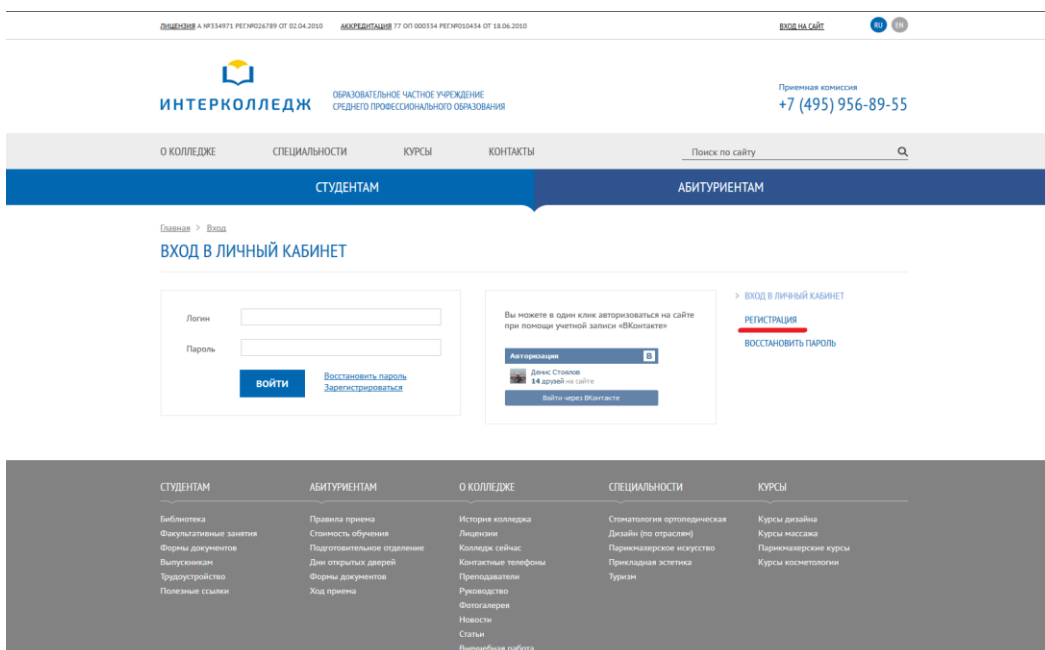 ЛИЦЕНЗИЯ А №334971 РЕГ.№026789 ОТ 02.04.2010 АККРЕДИТАЦИЯ 77 ОП 000334 РЕГ.№010434 ОТ 18.06.2010 ВХОД НА САЙТ RU EN
ИНТЕРКОЛЛЕДЖ
ОБРАЗОВАТЕЛЬНОЕ ЧАСТНОЕ УЧРЕЖДЕНИЕ
СРЕДНЕГО ПРОФЕССИОНАЛЬНОГО ОБРАЗОВАНИЯ
Приемная комиссия
+7 (495) 956-89-55
О КОЛЛЕДЖЕ СПЕЦИАЛЬНОСТИ КУРСЫ КОНТАКТЫ Поиск по сайту
СТУДЕНТАМ АБИТУРИЕНТАМ
Главная > Вход
ВХОД В ЛИЧНЫЙ КАБИНЕТ
Логин
Пароль
ВОЙТИ
Восстановить пароль
Зарегистрироваться
Вы можете в один клик авторизоваться на сайте
при помощи учетной записи «ВКонтакте»
Авторизация В
Денис Стоялов
14 друзей на сайте
Войти через ВКонтакте
> ВХОД В ЛИЧНЫЙ КАБИНЕТ
РЕГИСТРАЦИЯ
ВОССТАНОВИТЬ ПАРОЛЬ
СТУДЕНТАМ
Библиотека
Факультативные занятия
Формы документов
Выпускникам
Трудоустройство
Полезные ссылки
АБИТУРИЕНТАМ
Правила приема
Стоимость обучения
Подготовительное отделение
Дни открытых дверей
Формы документов
Ход приема
О КОЛЛЕДЖЕ
История колледжа
Лицензии
Колледж сейчас
Контактные телефоны
Преподаватели
Руководство
Фотогалерея
Новости
Статьи
Внеучебная работа
СПЕЦИАЛЬНОСТИ
Стоматология ортопедическая
Дизайн (по отраслям)
Парикмахерское искусство
Прикладная эстетика
Туризм
КУРСЫ
Курсы дизайна
Курсы массажа
Парикмахерские курсы
Курсы косметологии